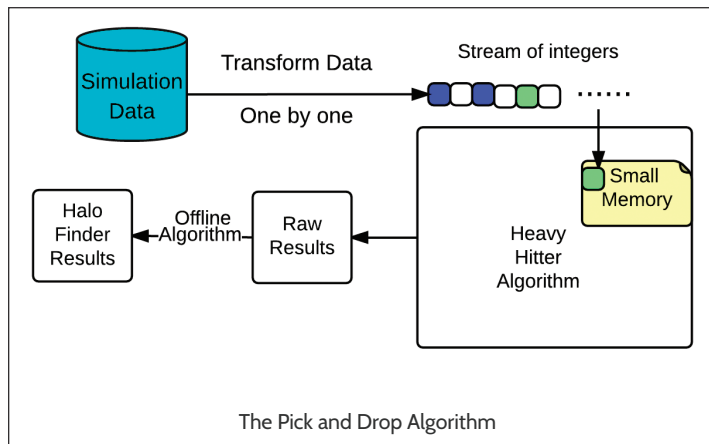 Simulation
Data
Transform Data
One by one
Stream of integers
......
Small
Memory
Heavy
Hitter
Algorithm
Raw
Results
Offline
Algorithm
Halo
Finder
Results
The Pick and Drop Algorithm